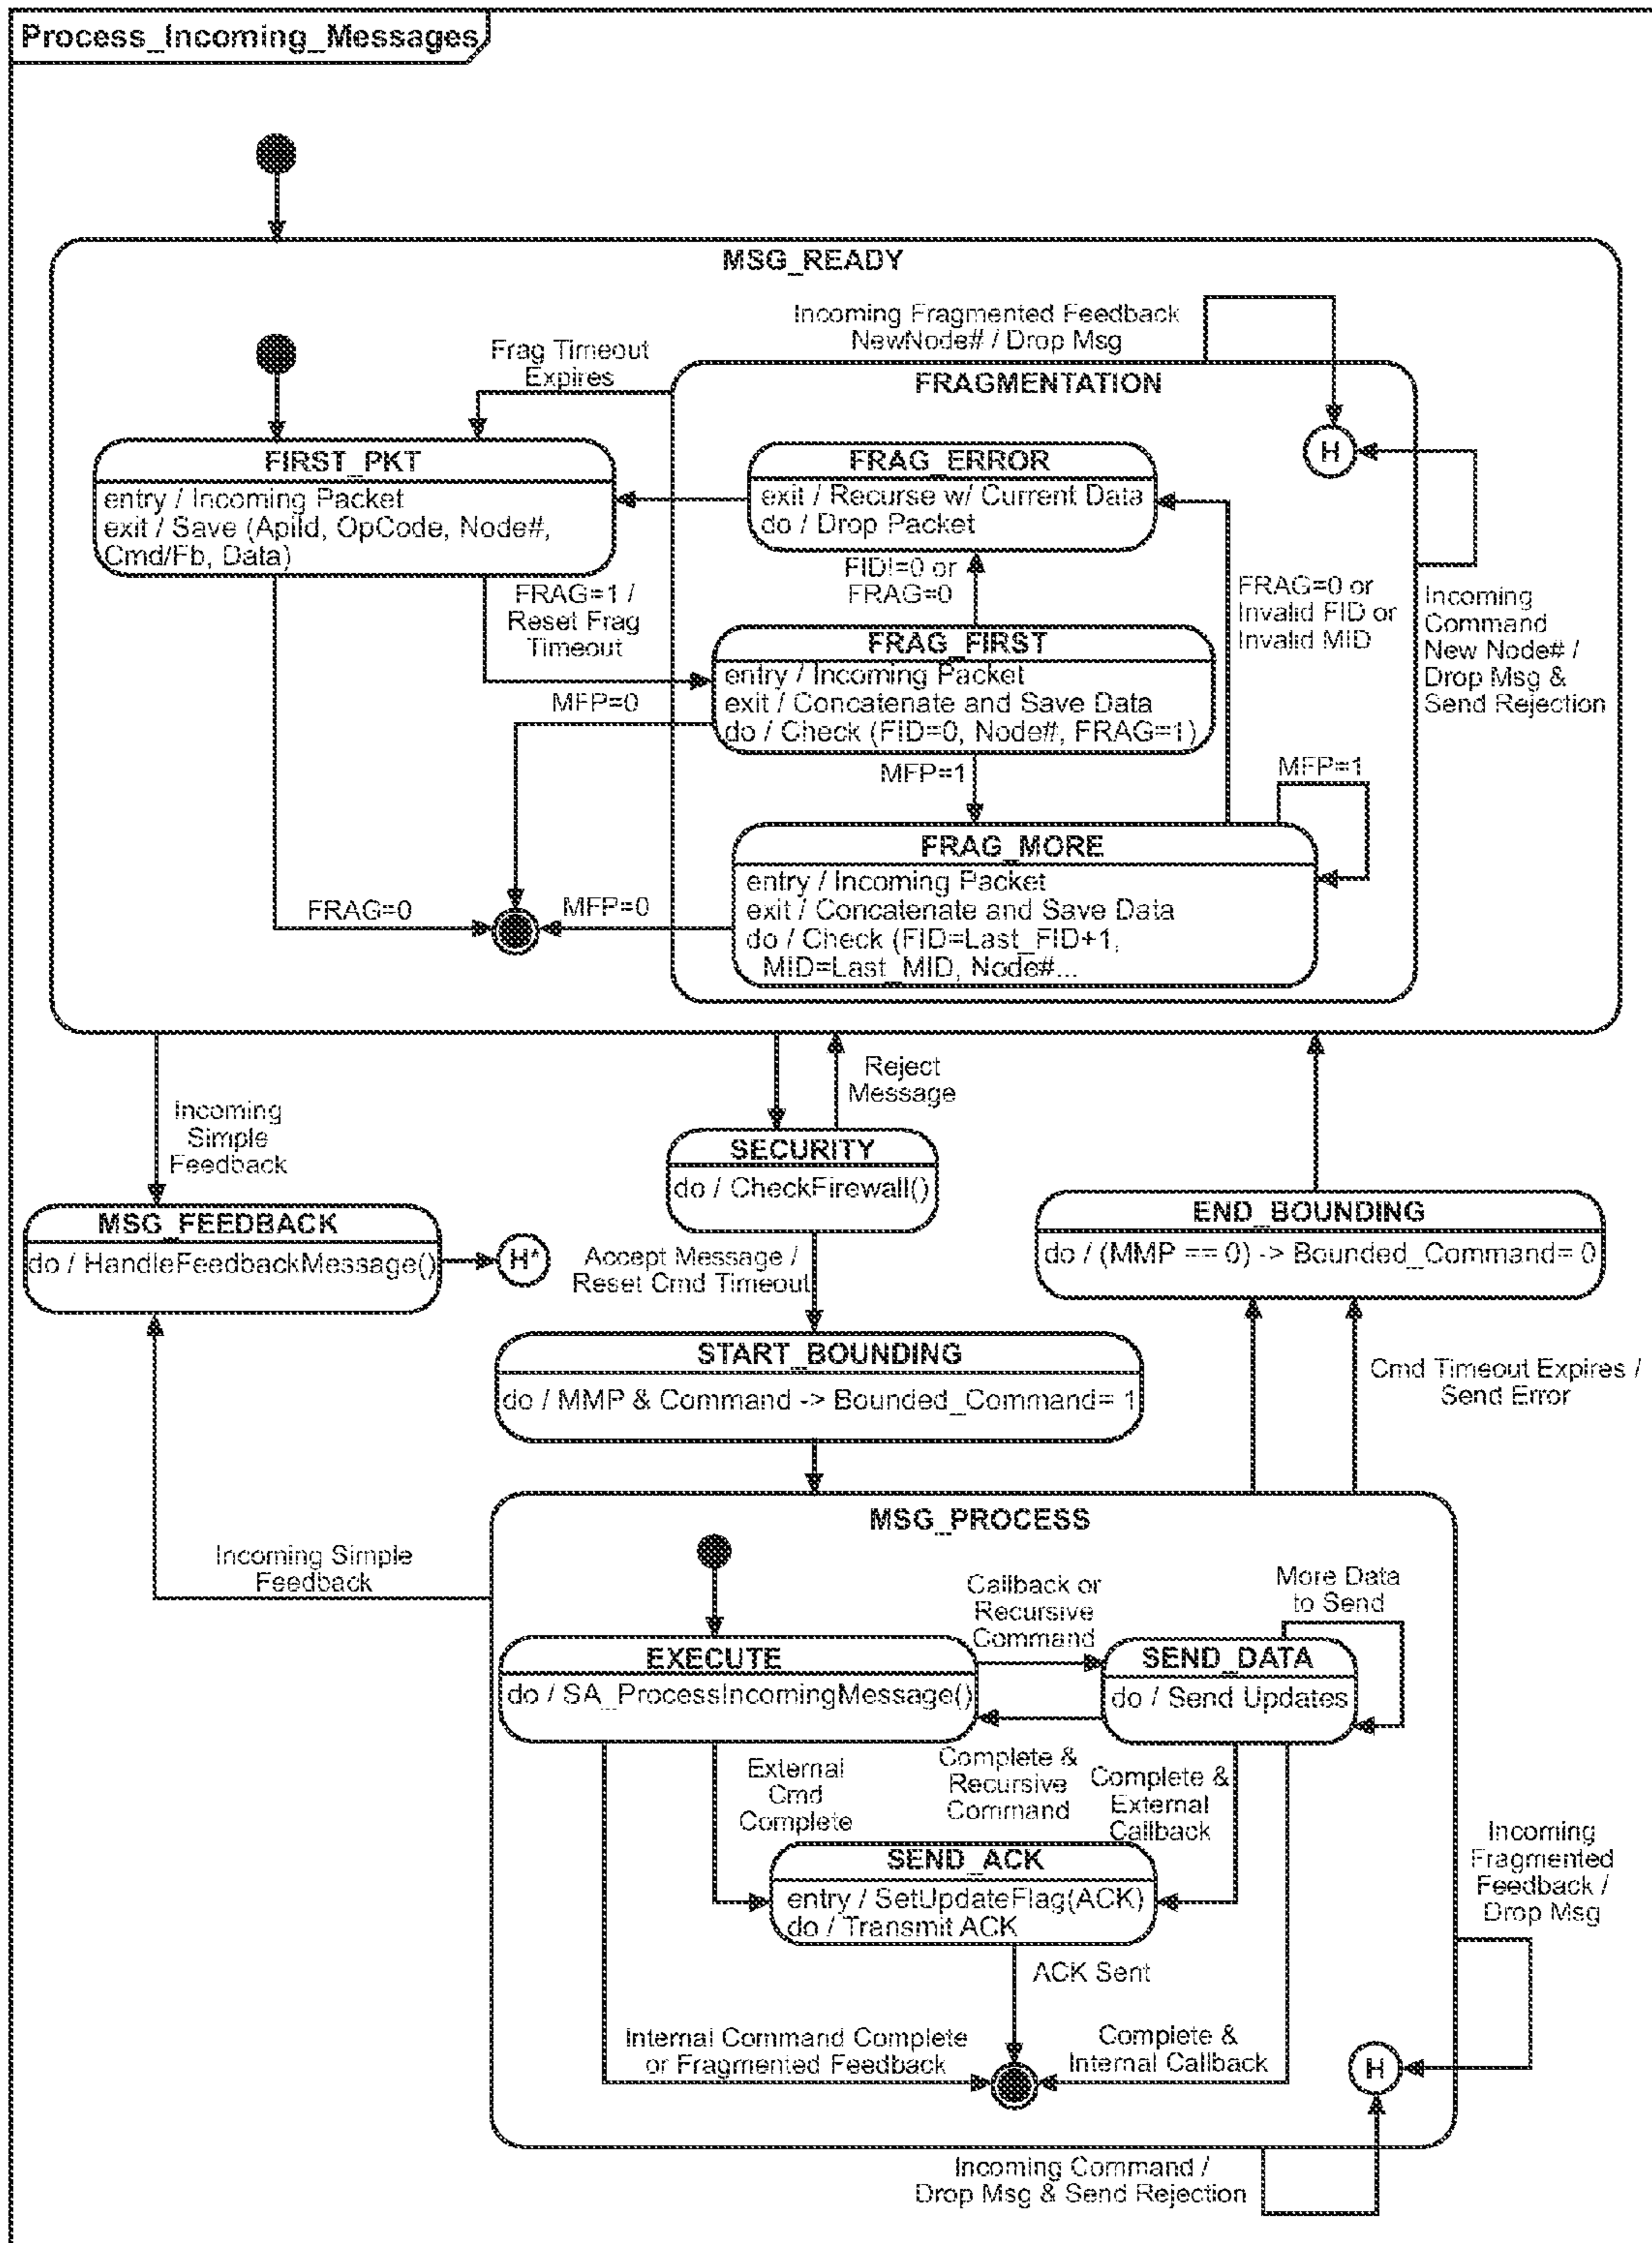 Process_Incoming_Messages
MSG_READY
Incoming Fragmented Feedback
NewNode# / Drop Msg
Frag Timeout
Expires
FRAGMENTATION
H
FIRST_PKT
entry / Incoming Packet
exit / Save (ApiId, OpCode, Node#,
Cmd/Fb, Data)
FRAG_ERROR
exit / Recurse w/ Current Data
do / Drop Packet
FID!=0 or
FRAG=0
FRAG=0 or
Invalid FID or
Invalid MID
Incoming
Command
New Node# /
Drop Msg &
Send Rejection
FRAG=1 /
Reset Frag
Timeout
FRAG_FIRST
entry / Incoming Packet
exit / Concatenate and Save Data
do / Check (FID=0, Node#, FRAG=1)
MFP=0
MFP=1
MFP=1
FRAG_MORE
entry / Incoming Packet
exit / Concatenate and Save Data
do / Check (FID=Last_FID+1,
MID=Last_MID, Node#...
FRAG=0
MFP=0
Reject
Message
Incoming
Simple
Feedback
SECURITY
do / CheckFirewall()
MSG_FEEDBACK
do / HandleFeedbackMessage()
H*
END_BOUNDING
do / (MMP == 0) -> Bounded_Command= 0
Accept Message /
Reset Cmd Timeout
START_BOUNDING
do / MMP & Command -> Bounded_Command= 1
Cmd Timeout Expires /
Send Error
MSG_PROCESS
Incoming Simple
Feedback
Callback or
Recursive
Command
More Data
to Send
EXECUTE
do / SA_ProcessIncomingMessage()
SEND_DATA
do / Send Updates
External
Cmd
Complete
Complete &
Recursive
Command
Complete &
External
Callback
SEND_ACK
entry / SetUpdateFlag(ACK)
do / Transmit ACK
Incoming
Fragmented
Feedback /
Drop Msg
ACK Sent
Internal Command Complete
or Fragmented Feedback
Complete &
Internal Callback
H
Incoming Command /
Drop Msg & Send Rejection